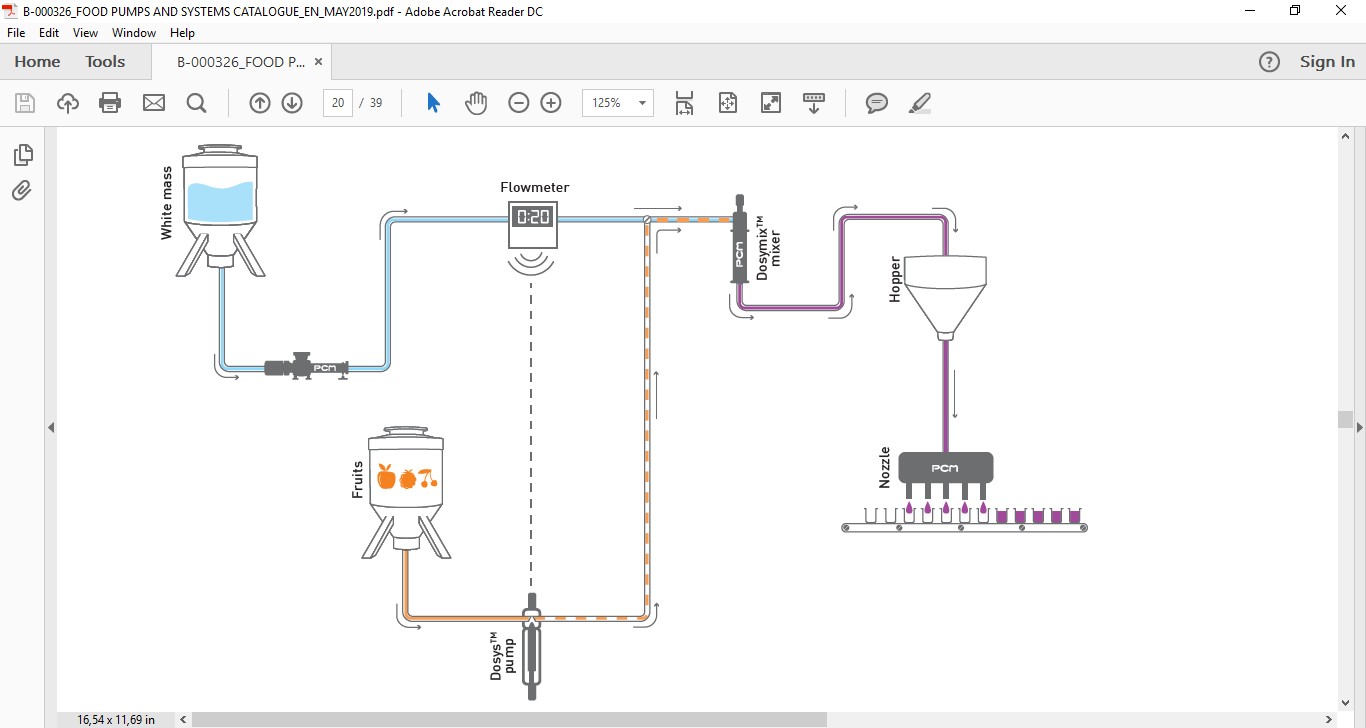 B-000326_FOOD PUMPS AND SYSTEMS CATALOGUE_EN_MAY2019.pdf - Adobe Acrobat Reader DC
File Edit View Window Help
Home Tools B-000326_FOOD P... × ? Sign In
20 / 39 125%
White mass
Flowmeter
0:20
PCM
Dosymix™
mixer
Hopper
PCM
Fruits
Nozzle
PCM
Dosys™
pump
16,54 x 11,69 in